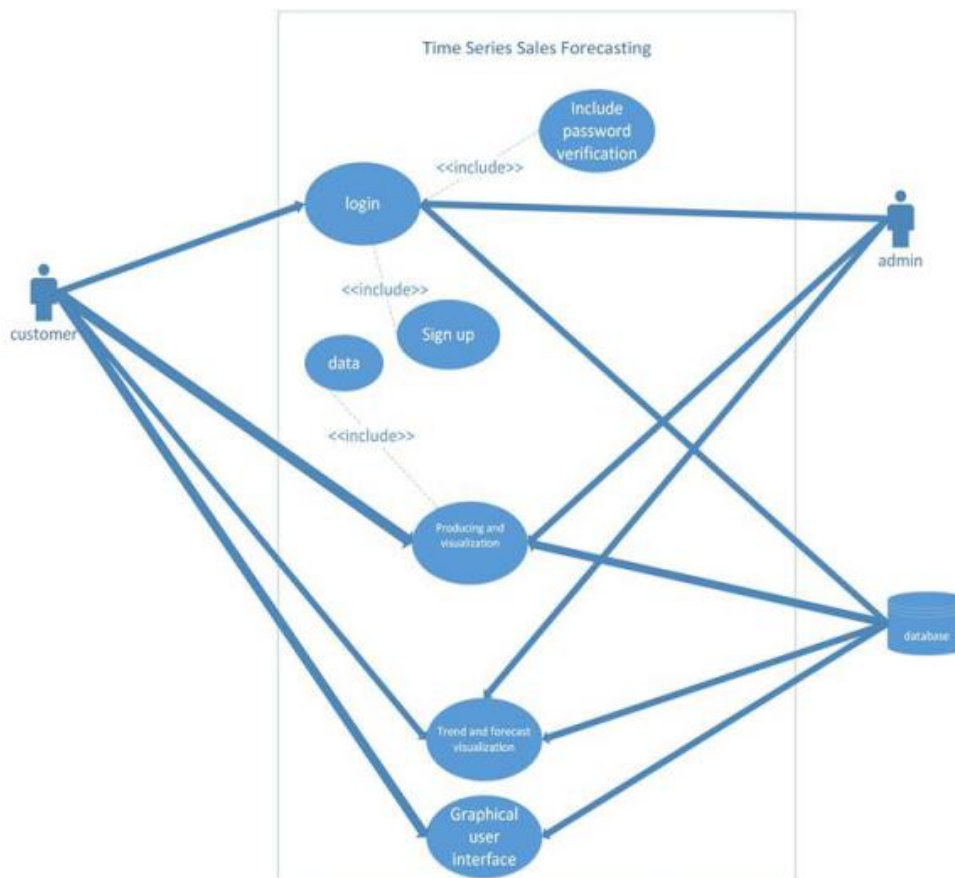 Time Series Sales Forecasting
Include
password
verification
<<include>>
login
admin
<<include>>
customer
Sign up
data
<<include>>
Producing and
visualization
database
Trend and forecast
visualization
Graphical
user
interface